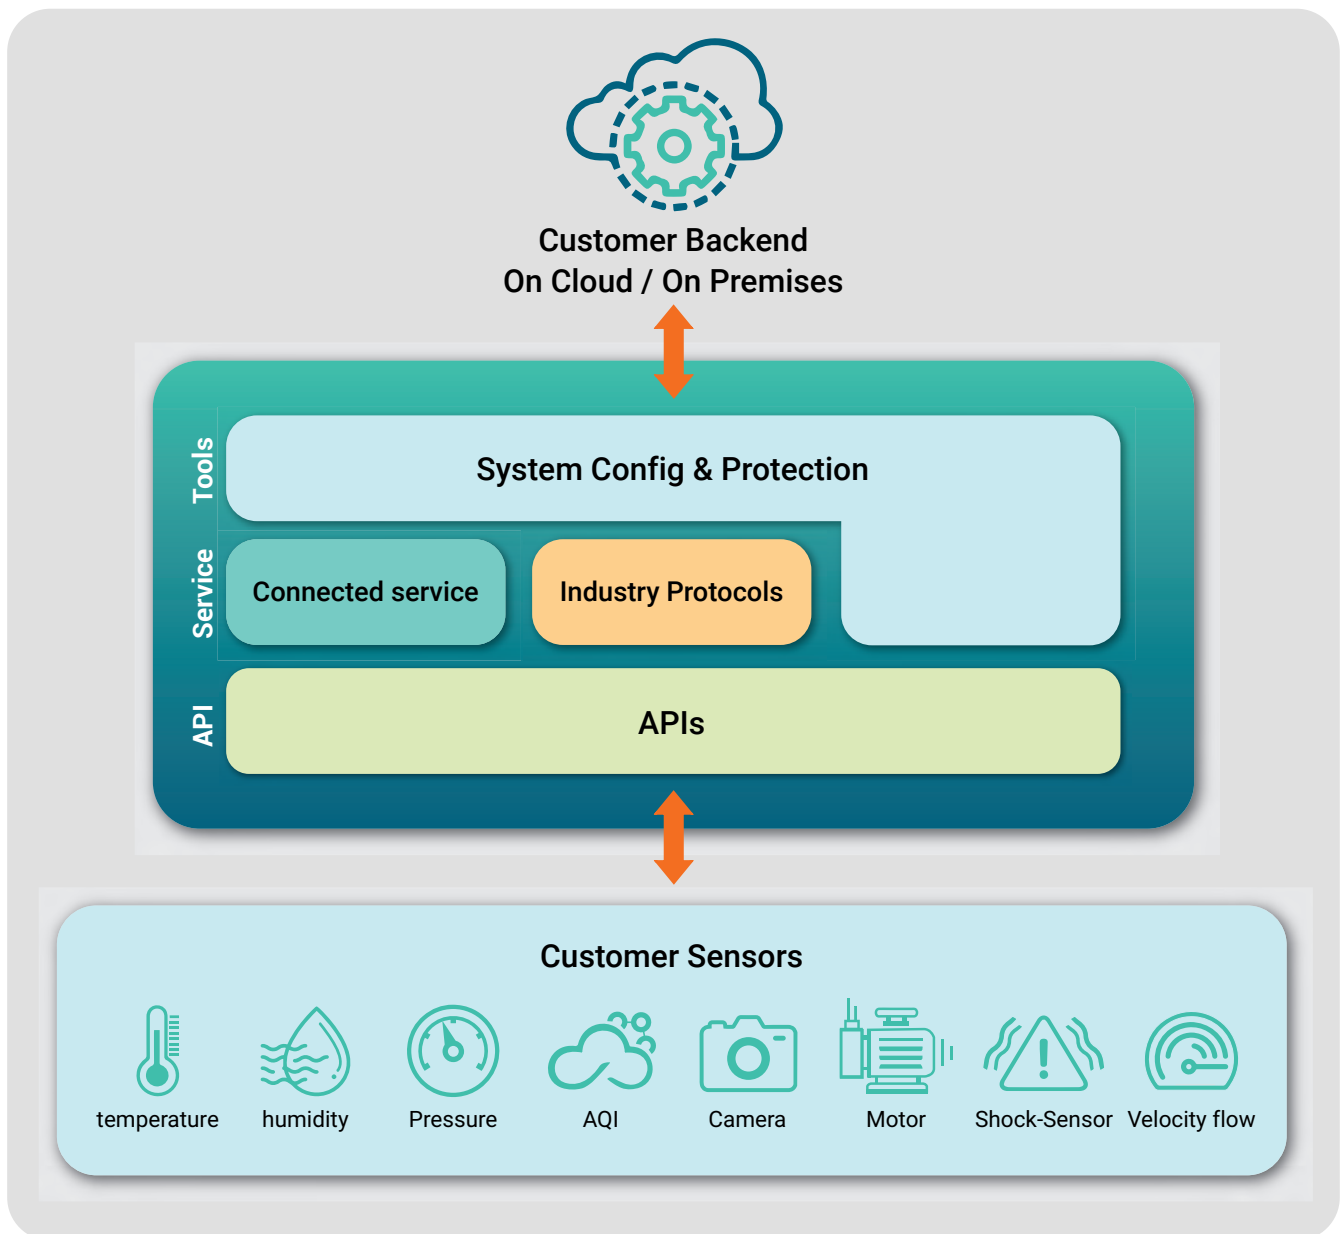 Customer Backend
On Cloud / On Premises
Tools
System Config & Protection
Service
Connected service
Industry Protocols
API
APIs
Customer Sensors
temperature
humidity
Pressure
AQI
Camera
Motor
Shock-Sensor
Velocity flow